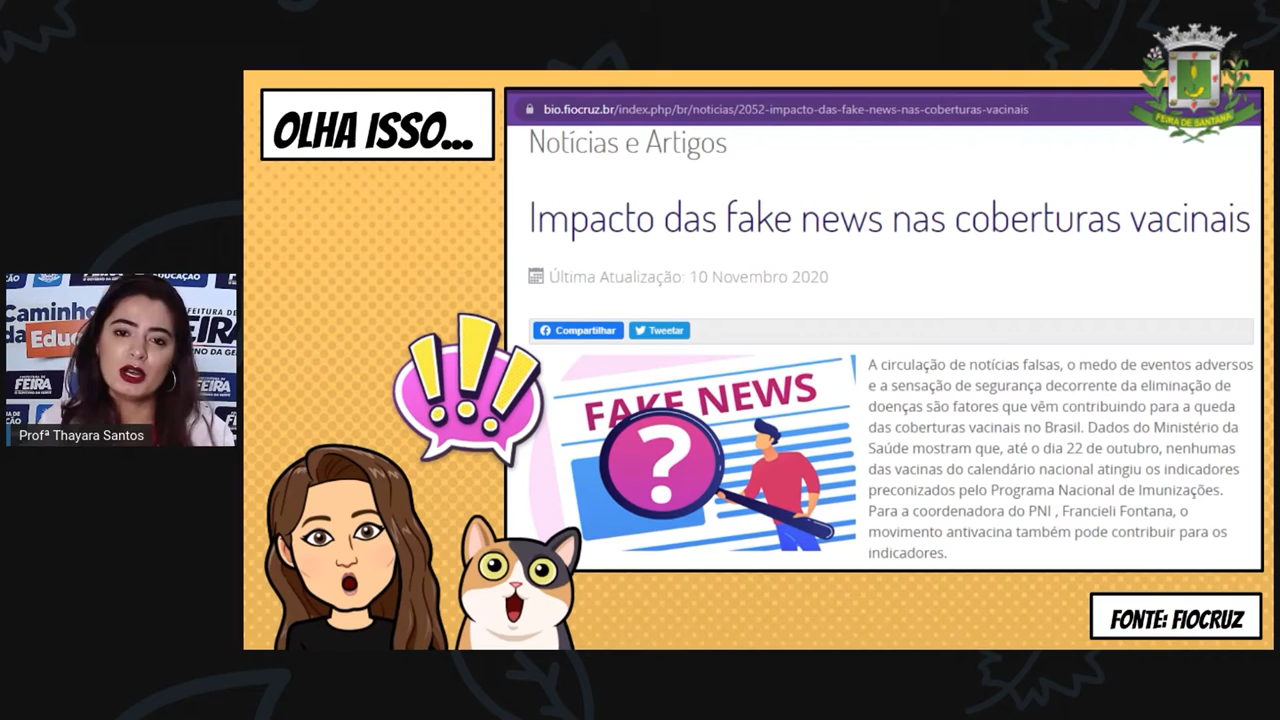 OLHA ISSO...
bio.fiocruz.br/index.php/br/noticias/2052-impacto-das-fake-news-nas-coberturas-vacinais
FEIRA DE SANTANA
Notícias e Artigos
Impacto das fake news nas coberturas vacinais
Última Atualização: 10 Novembro 2020
Compartilhar
Tweetar
FAKE NEWS
?
A circulação de notícias falsas, o medo de eventos adversos
e a sensação de segurança decorrente da eliminação de
doenças são fatores que vêm contribuindo para a queda
das coberturas vacinais no Brasil. Dados do Ministério da
Saúde mostram que, até o dia 22 de outubro, nenhumas
das vacinas do calendário nacional atingiu os indicadores
preconizados pelo Programa Nacional de Imunizações.
Para a coordenadora do PNI , Francieli Fontana, o
movimento antivacina também pode contribuir para os
indicadores.
!!!
Caminho
da Edu
FEIRA
FEIRA
Profª Thayara Santos
FONTE: FIOCRUZ